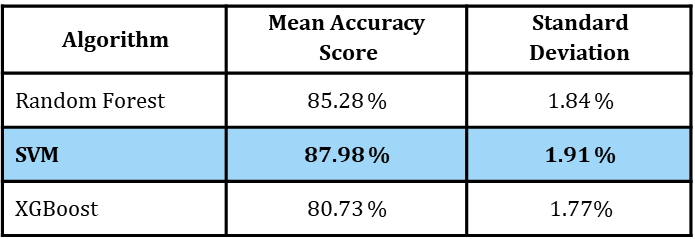 Algorithm Mean Accuracy Score Standard Deviation
Random Forest 85.28 % 1.84 %
SVM 87.98 % 1.91 %
XGBoost 80.73 % 1.77%